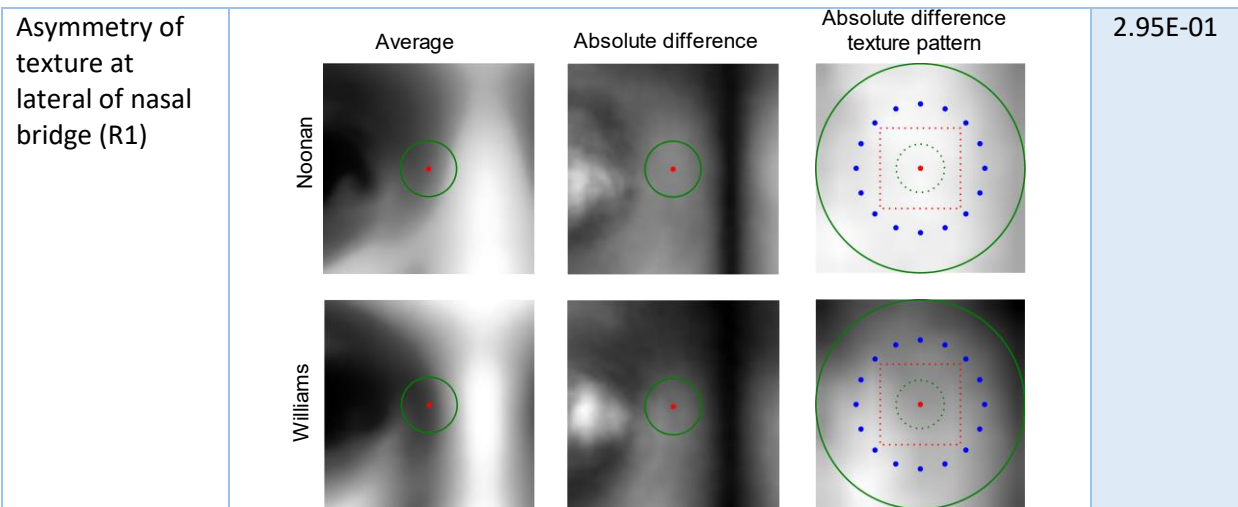 Asymmetry of
texture at
lateral of nasal
bridge (R1)
Average
Absolute difference
Absolute difference
texture pattern
Noonan
Williams
2.95E-01